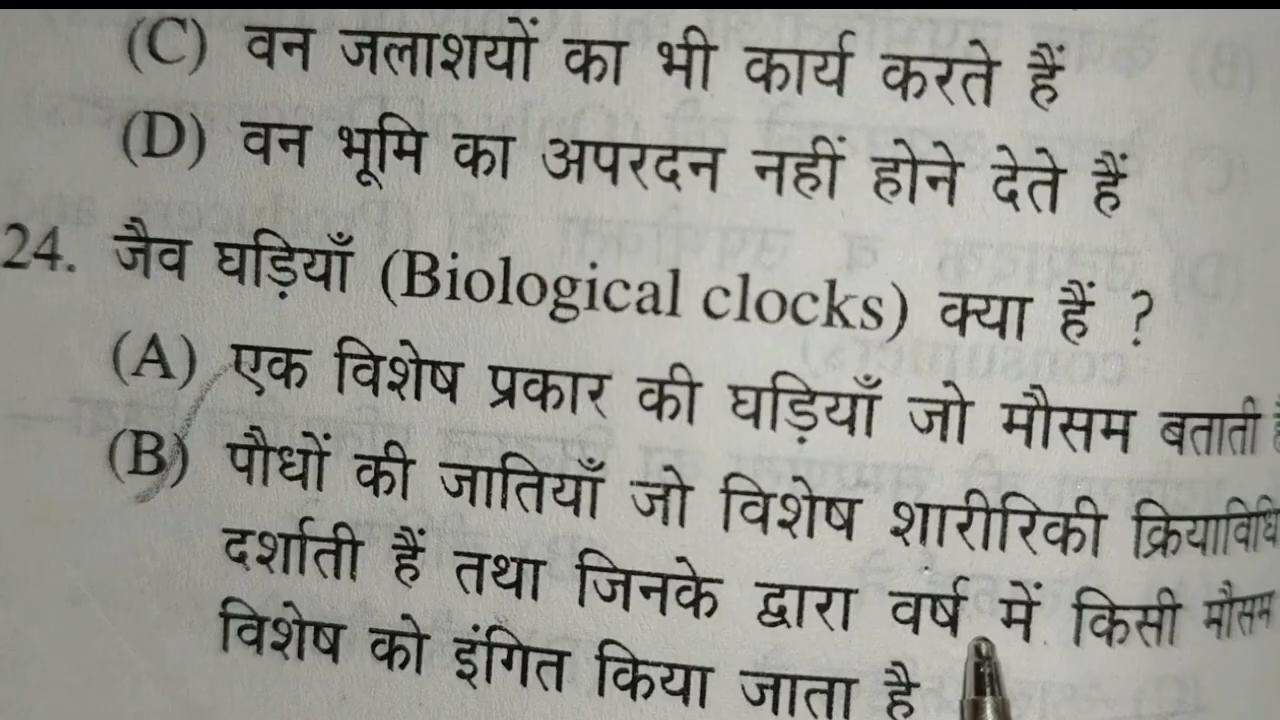 (C) वन जलाशयों का भी कार्य करते हैं
(D) वन भूमि का अपरदन नहीं होने देते हैं
24. जैव घड़ियाँ (Biological clocks) क्या हैं ?
(A) एक विशेष प्रकार की घड़ियाँ जो मौसम बताती
(B) पौधों की जातियाँ जो विशेष शारीरिकी क्रियाविधि
दर्शाती हैं तथा जिनके द्वारा वर्ष में किसी मौसम
विशेष को इंगित किया जाता है